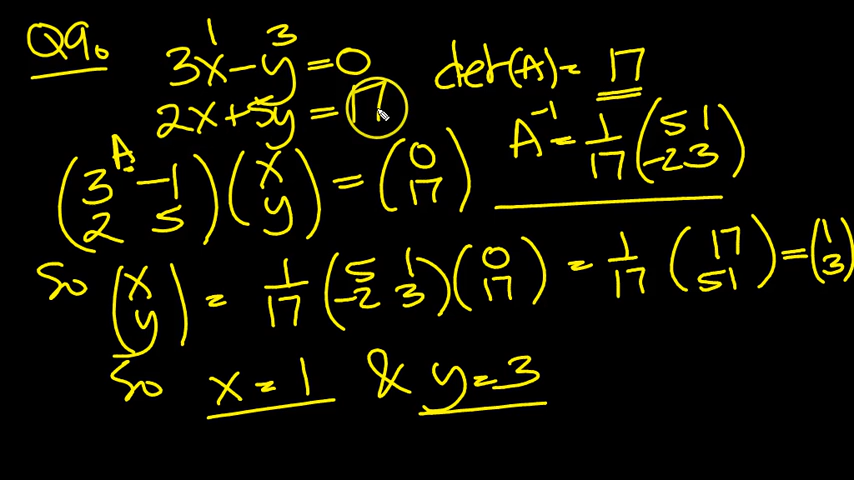 Q9.
1 3
3x - y = 0
det(A) = 17
2x + 5y = 17
A⁻¹ = 1/17 (5 1 / -2 3)
A
(3 -1 / 2 5) (x / y) = (0 / 17)
So (x / y) = 1/17 (5 1 / -2 3) (0 / 17) = 1/17 (17 / 51) = (1 / 3)
So x = 1 & y = 3